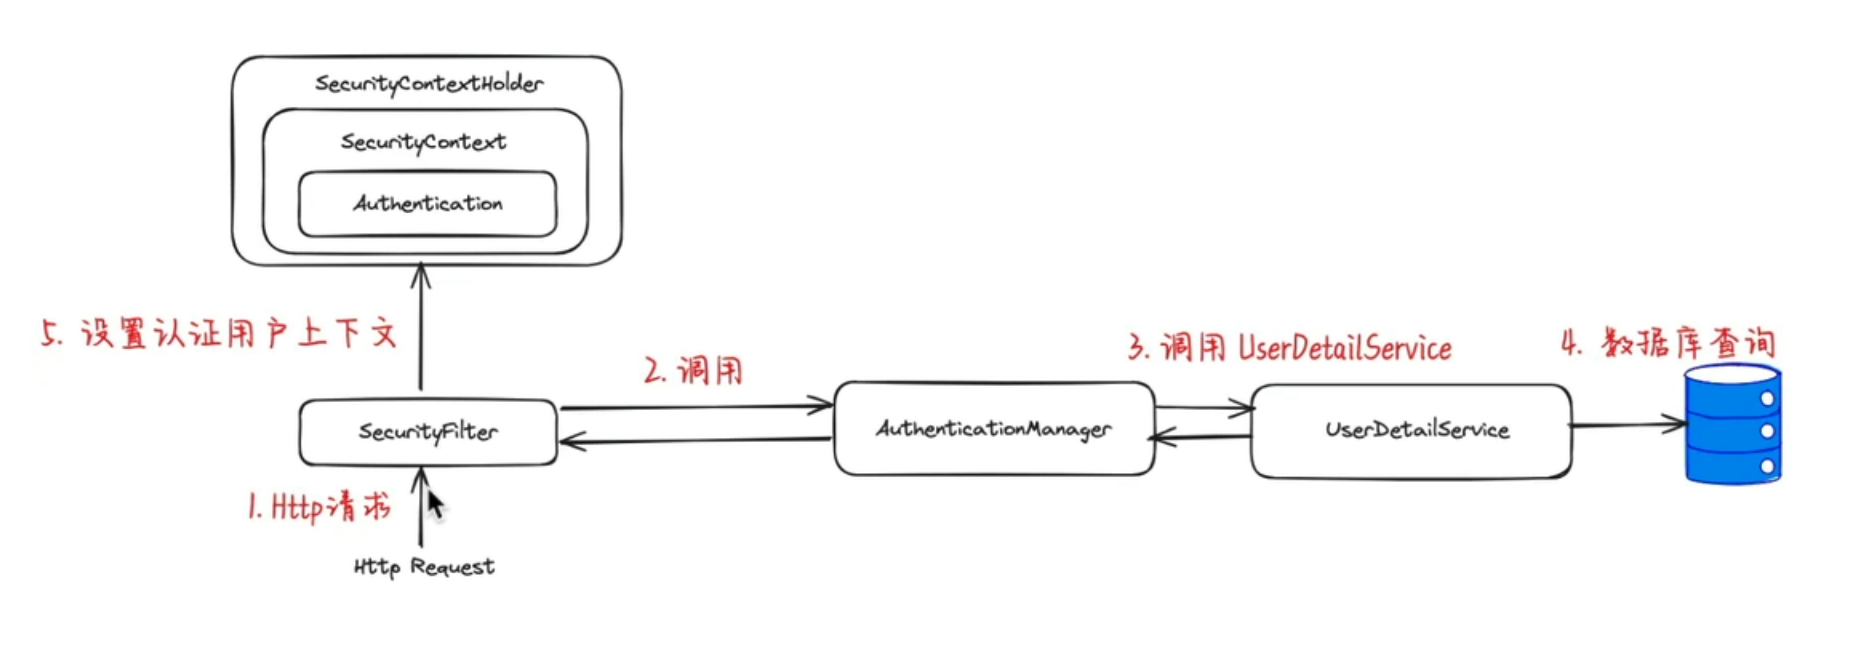 SecurityContextHolder
SecurityContext
Authentication
5. 设置认证用户上下文
2. 调用
3. 调用 UserDetailService
4. 数据库查询
SecurityFilter
AuthenticationManager
UserDetailService
1. Http请求
Http Request